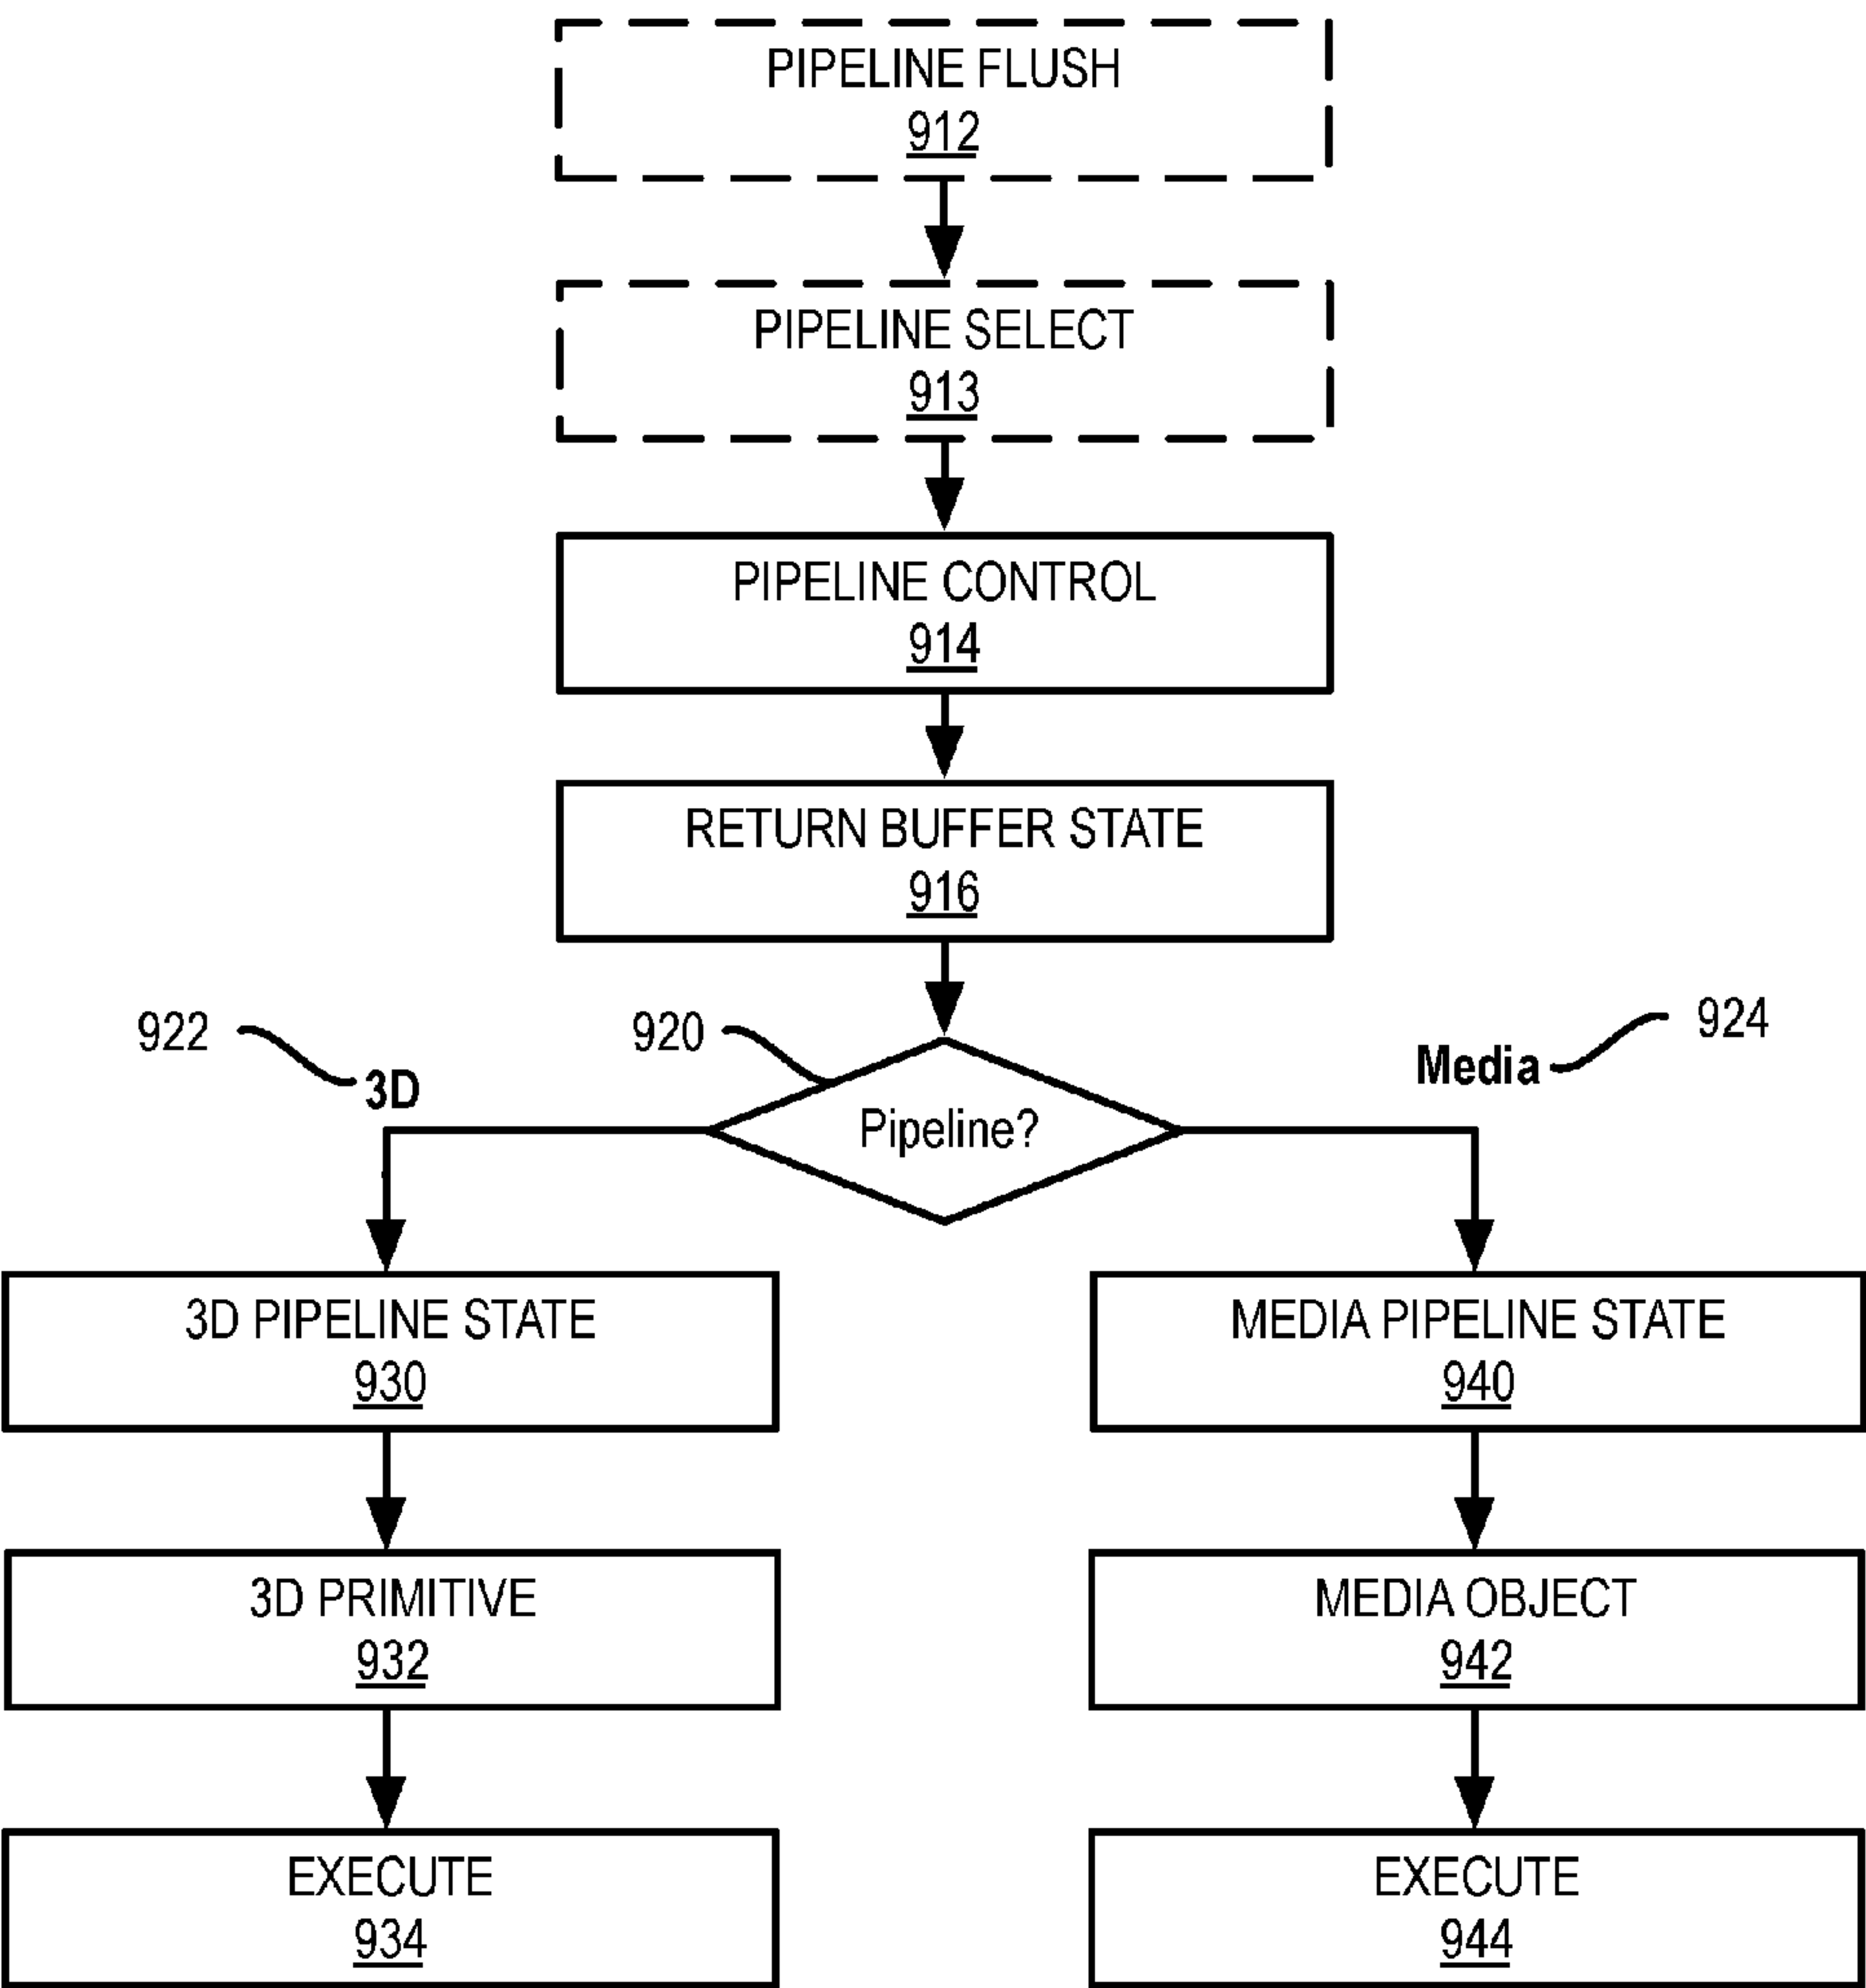 PIPELINE FLUSH
912
PIPELINE SELECT
913
PIPELINE CONTROL
914
RETURN BUFFER STATE
916
922
920
924
3D
Media
Pipeline?
3D PIPELINE STATE
930
MEDIA PIPELINE STATE
940
3D PRIMITIVE
932
MEDIA OBJECT
942
EXECUTE
934
EXECUTE
944